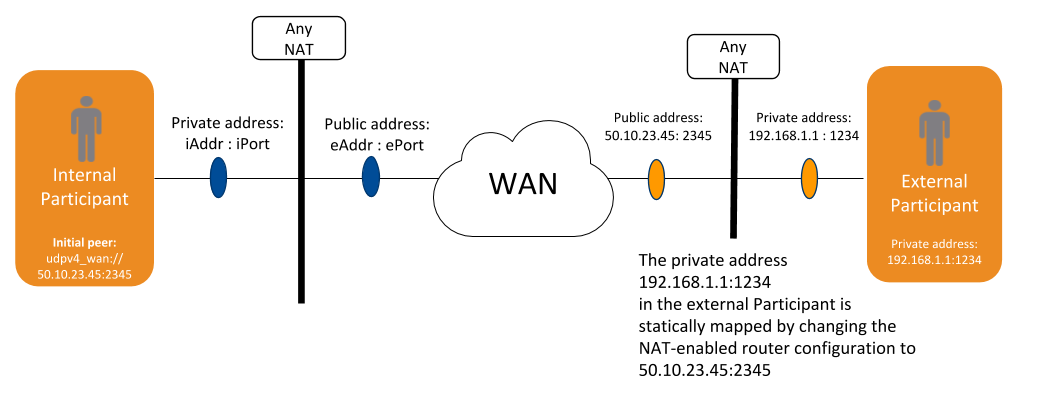 Any
NAT
Any
NAT
Private address:
iAddr : iPort
Public address:
eAddr : ePort
Public address:
50.10.23.45: 2345
Private address:
192.168.1.1 : 1234
Internal
Participant
Initial peer:
udpv4_wan://
50.10.23.45:2345
WAN
External
Participant
Private address:
192.168.1.1:1234
The private address
192.168.1.1:1234
in the external Participant is
statically mapped by changing the
NAT-enabled router configuration to
50.10.23.45:2345